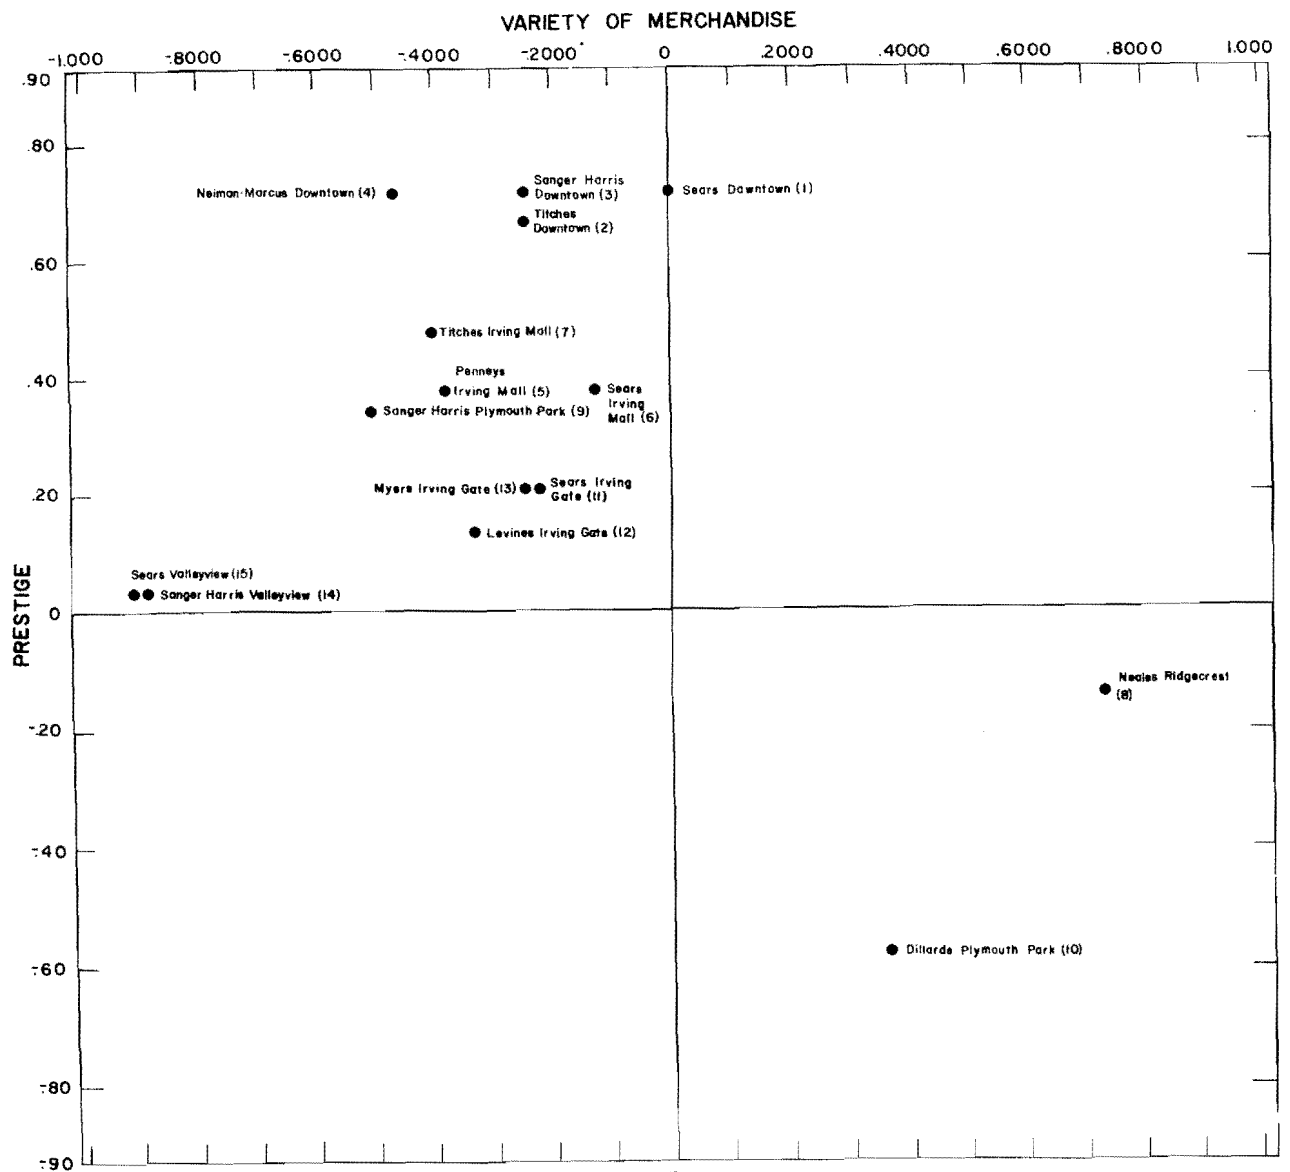 VARIETY OF MERCHANDISE
-1.000 -.8000 -.6000 -.4000 -.2000 0 .2000 .4000 .6000 .8000 1.000
.90
.80
Neiman-Marcus Downtown (4)
Sanger Harris
Downtown (3)
Sears Downtown (1)
Titches
Downtown (2)
.60
Titches Irving Mall (7)
Penneys
.40
Irving Mall (5)
Sears
Irving
Mall (6)
Sanger Harris Plymouth Park (9)
Myers Irving Gate (13)
Sears Irving
Gate (11)
.20
Levines Irving Gate (12)
Sears Valleyview (15)
Sanger Harris Valleyview (14)
0
PRESTIGE
Neales Ridgecrest
(8)
-.20
-.40
Dillards Plymouth Park (10)
-.60
-.80
-.90